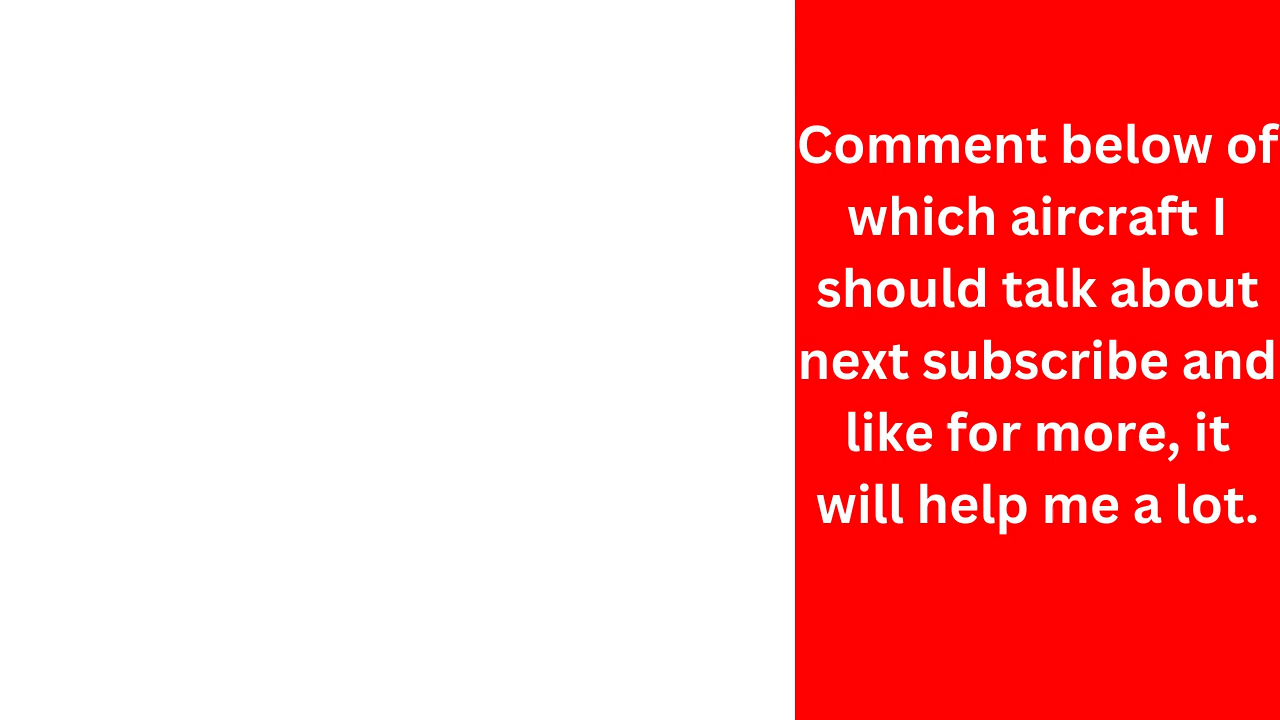 Comment below of
which aircraft I
should talk about
next subscribe and
like for more, it
will help me a lot.